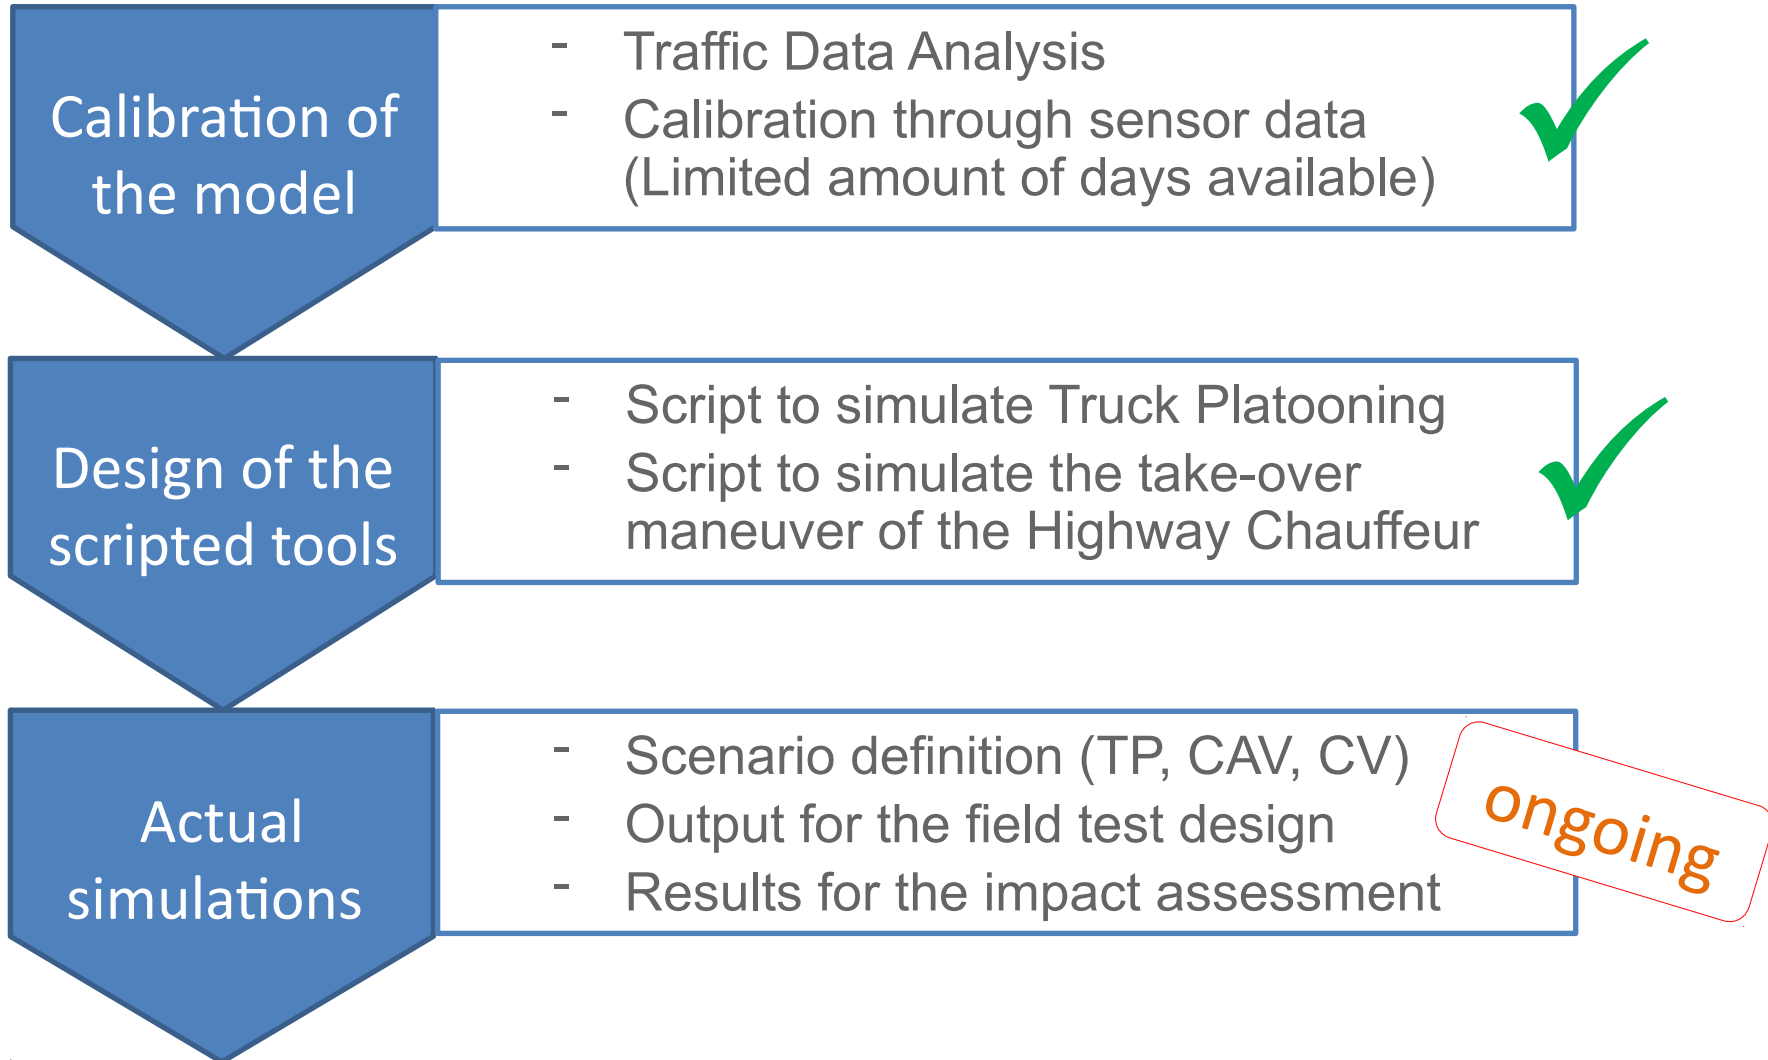 Calibration of
the model
- Traffic Data Analysis
- Calibration through sensor data
(Limited amount of days available)
Design of the
scripted tools
- Script to simulate Truck Platooning
- Script to simulate the take-over
maneuver of the Highway Chauffeur
Actual
simulations
- Scenario definition (TP, CAV, CV)
- Output for the field test design
- Results for the impact assessment
ongoing